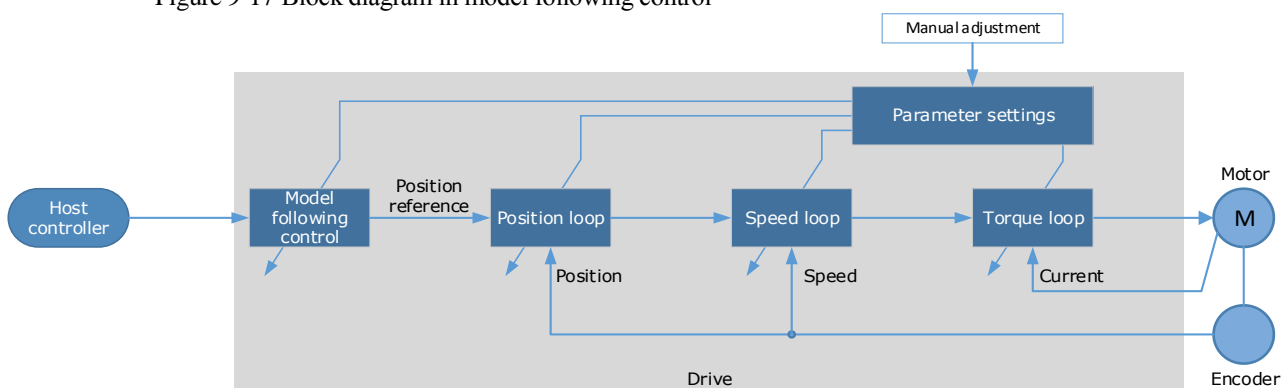 Figure 9-17 Block diagram in model following control
Manual adjustment
Parameter settings
Motor
Host
controller
Model
following
control
Position
reference
Position loop
Speed loop
Torque loop
M
Position
Speed
Current
Drive
Encoder